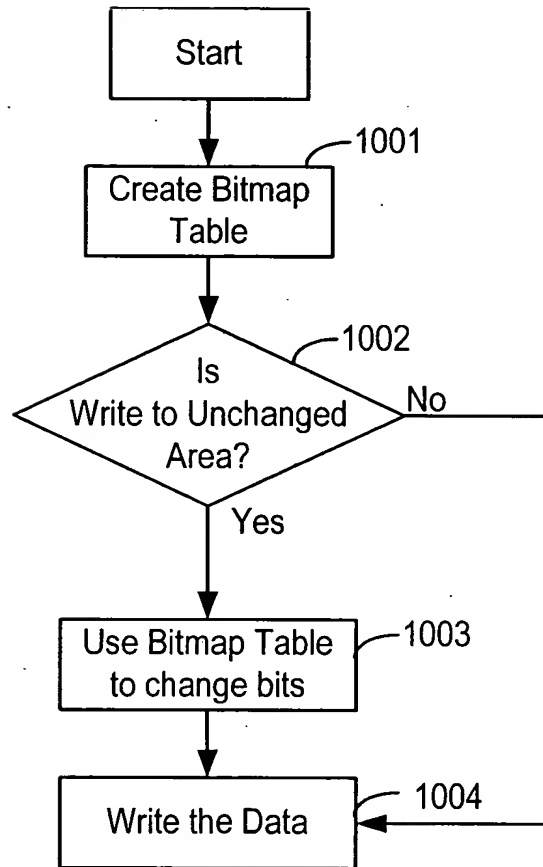 Start
1001
Create Bitmap
Table
1002
Is
Write to Unchanged
Area?
No
Yes
1003
Use Bitmap Table
to change bits
1004
Write the Data